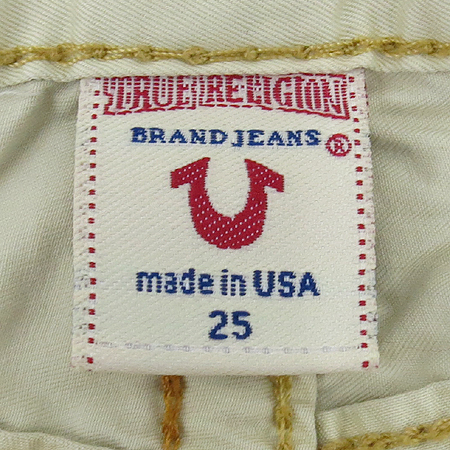 TRUE RELIGION
BRAND JEANS ®
made in USA
25